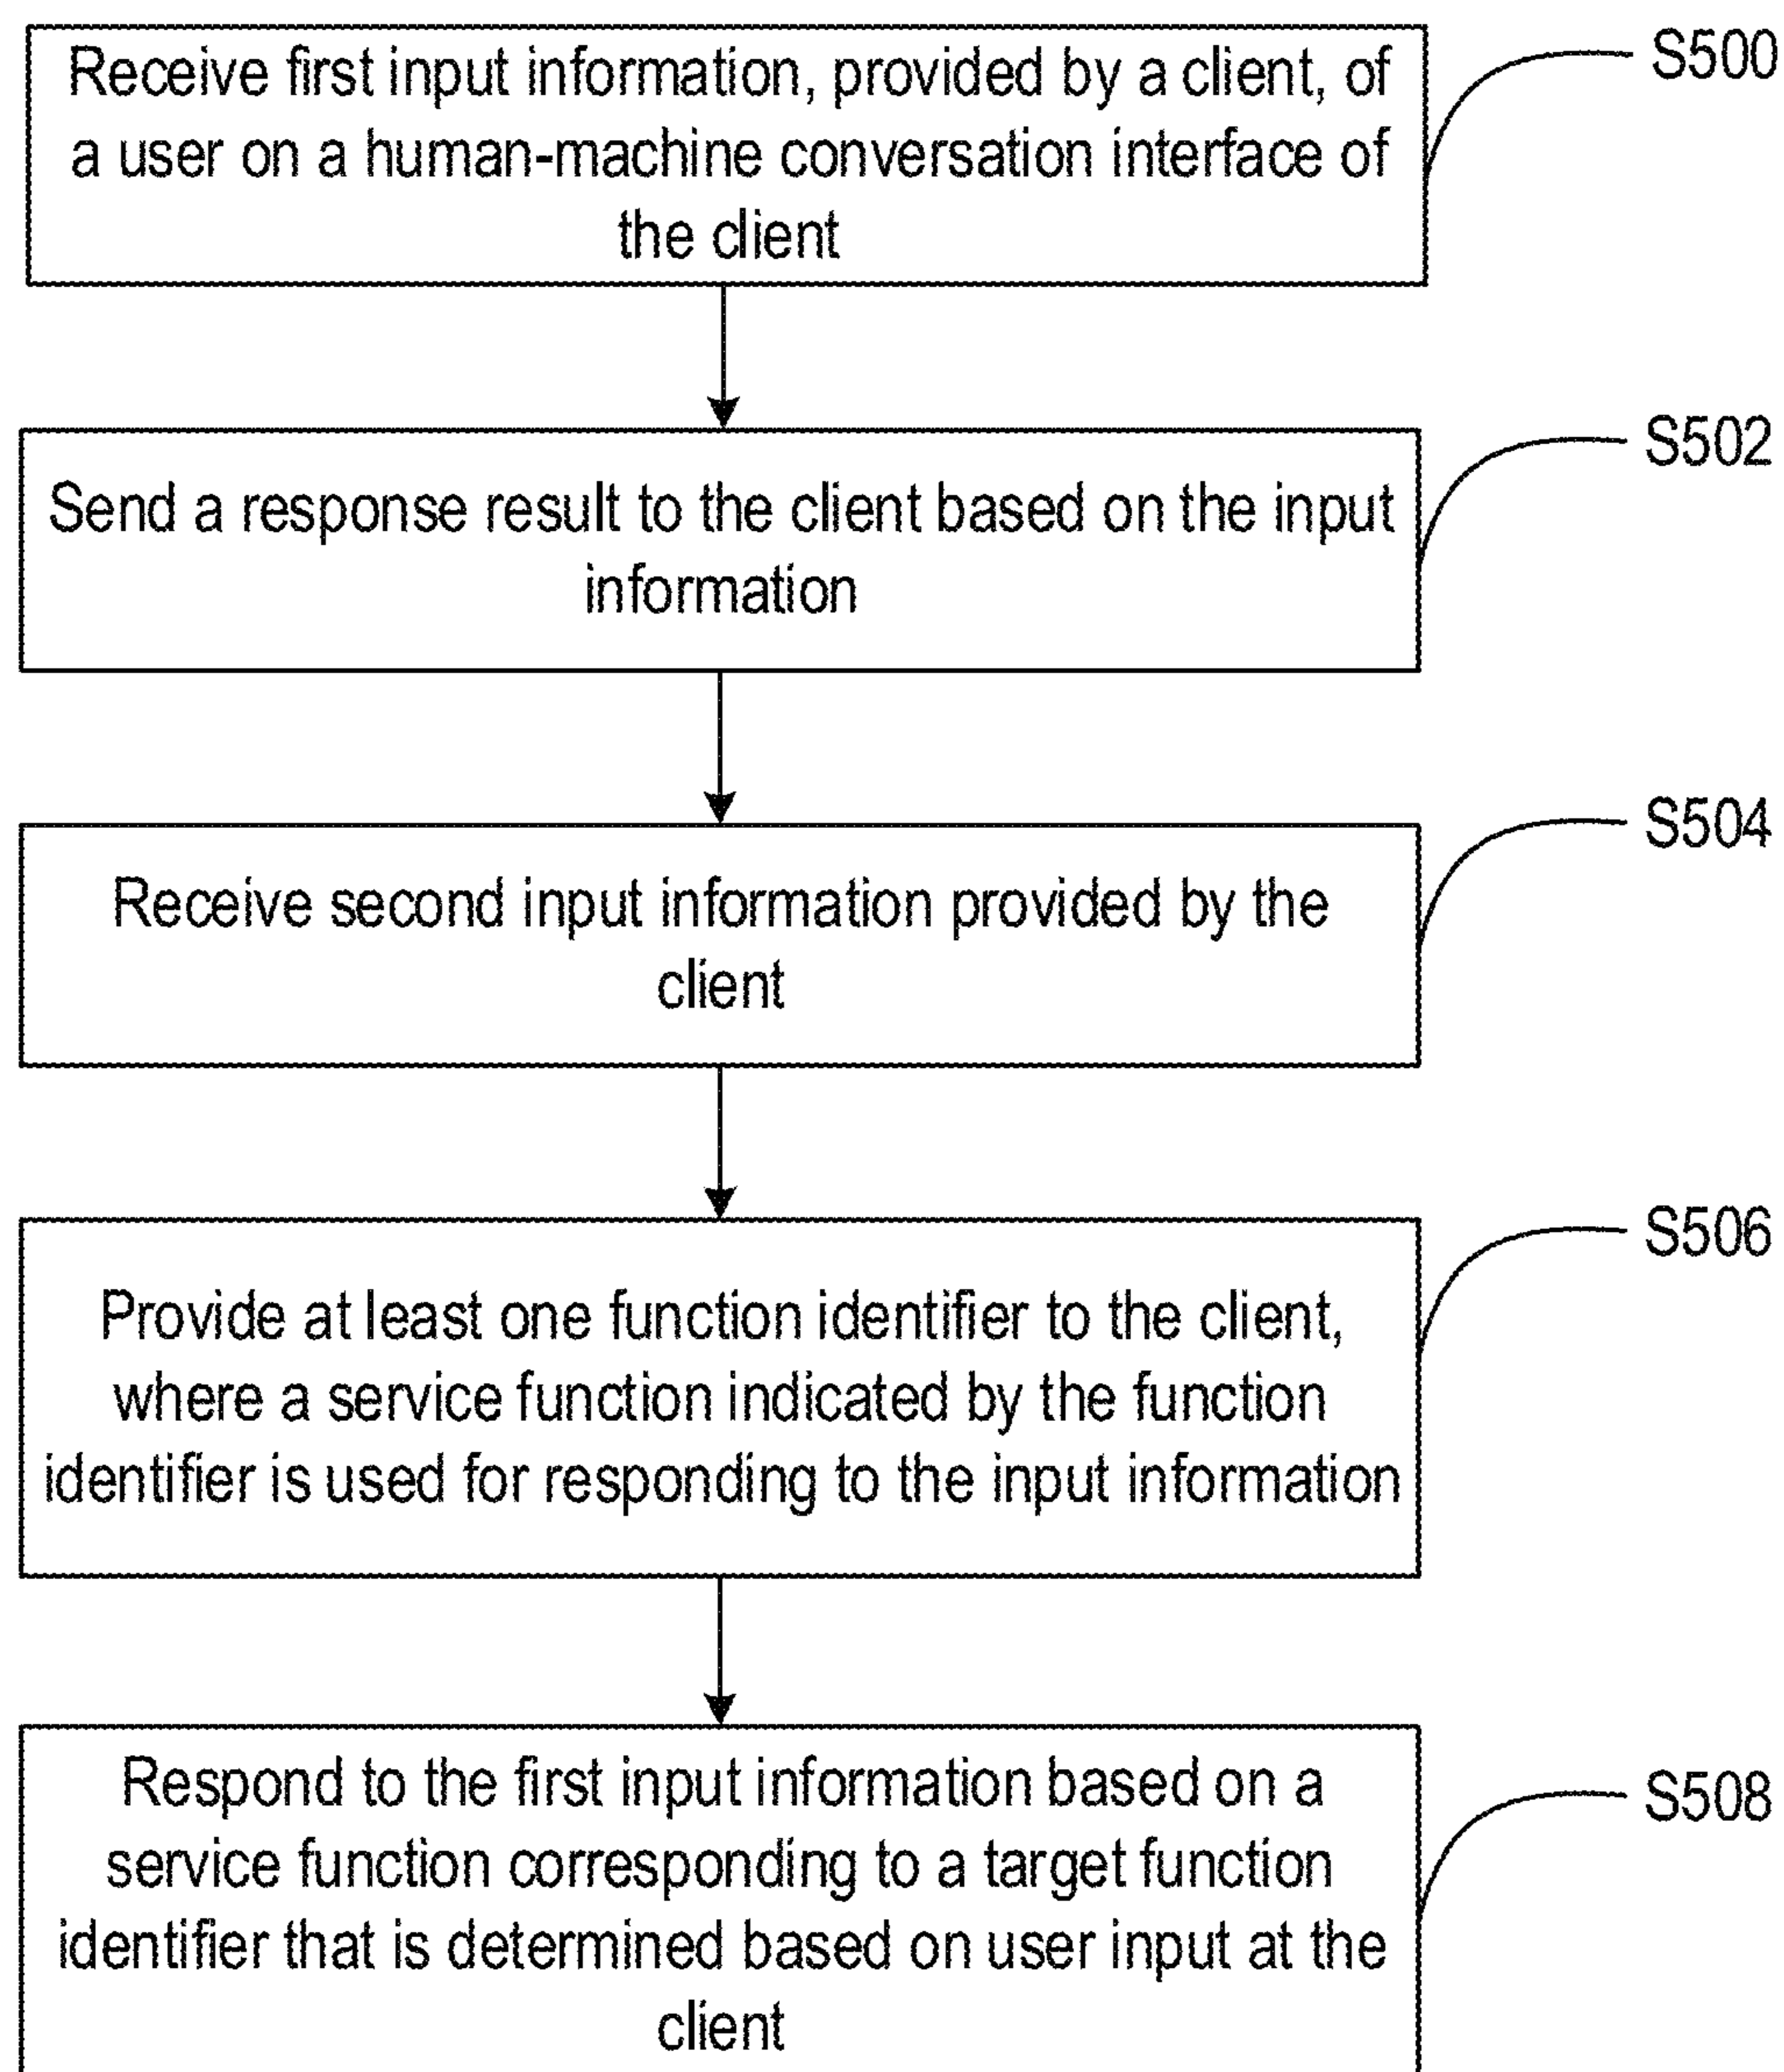 Receive first input information, provided by a client, of
a user on a human-machine conversation interface of
the client
S500
Send a response result to the client based on the input
information
S502
Receive second input information provided by the
client
S504
Provide at least one function identifier to the client,
where a service function indicated by the function
identifier is used for responding to the input information
S506
Respond to the first input information based on a
service function corresponding to a target function
identifier that is determined based on user input at the
client
S508